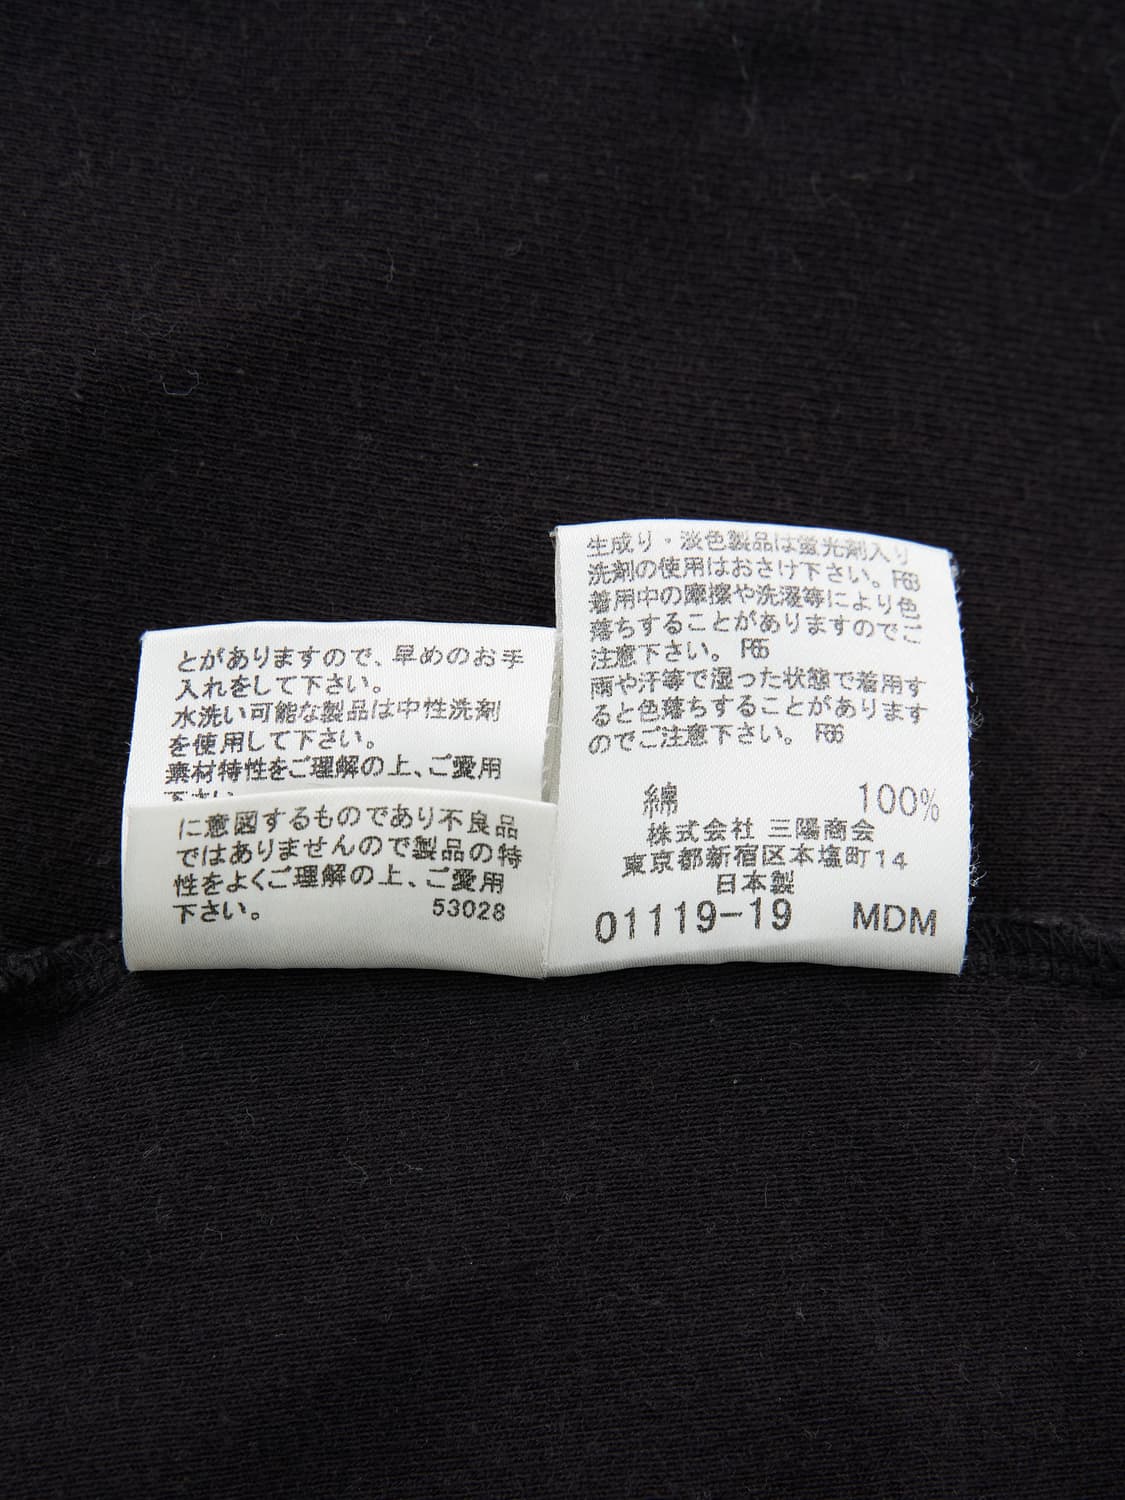 とがありますので、早めのお手
入れをして下さい。
水洗い可能な製品は中性洗剤
を使用して下さい。
素材特性をご理解の上、ご愛用
下さい
に意図するものであり不良品
ではありませんので製品の特
性をよくご理解の上、ご愛用
下さい。 53028
生成り・淡色製品は蛍光剤入り
洗剤の使用はおさけ下さい。F63
着用中の摩擦や洗濯等により色
落ちすることがありますのでご
注意下さい。 F65
雨や汗等で湿った状態で着用す
ると色落ちすることがあります
のでご注意下さい。 F66
綿 100%
株式会社 三陽商会
東京都新宿区本塩町14
日本製
01119-19 MDM